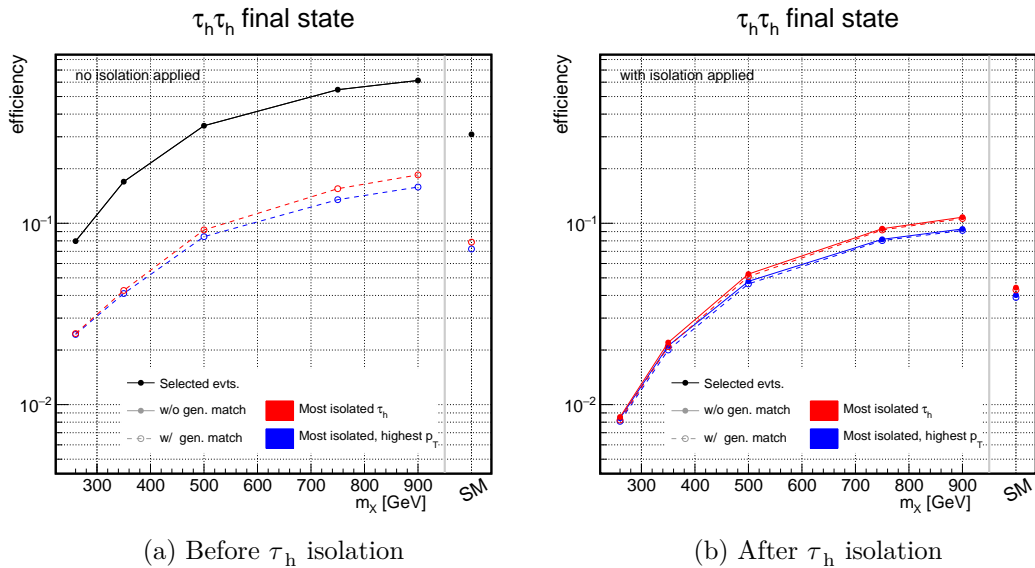 τhτh final state
no isolation applied
efficiency
10⁻¹
10⁻²
Selected evts.
w/o gen. match
w/ gen. match
Most isolated τh
Most isolated, highest pT
300 400 500 600 700 800 900 SM
mX [GeV]
(a) Before τh isolation
τhτh final state
with isolation applied
efficiency
10⁻¹
10⁻²
Selected evts.
w/o gen. match
w/ gen. match
Most isolated τh
Most isolated, highest pT
300 400 500 600 700 800 900 SM
mX [GeV]
(b) After τh isolation